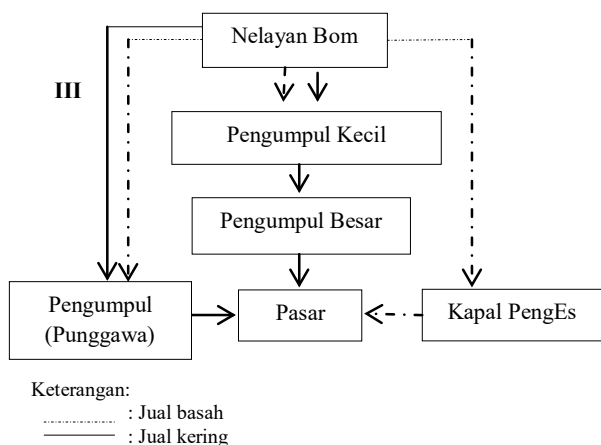 Nelayan Bom
III
Pengumpul Kecil
Pengumpul Besar
Pengumpul
(Punggawa)
Pasar
Kapal PengEs
Keterangan:
: Jual basah
: Jual kering